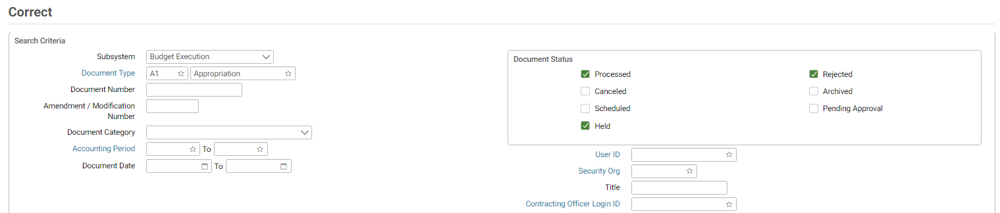 Correct
Search Criteria
Subsystem Budget Execution
Document Type A1 Appropriation
Document Number
Amendment / Modification
Number
Document Category
Accounting Period To
Document Date To
Document Status
Processed Rejected
Canceled Archived
Scheduled Pending Approval
Held
User ID
Security Org
Title
Contracting Officer Login ID